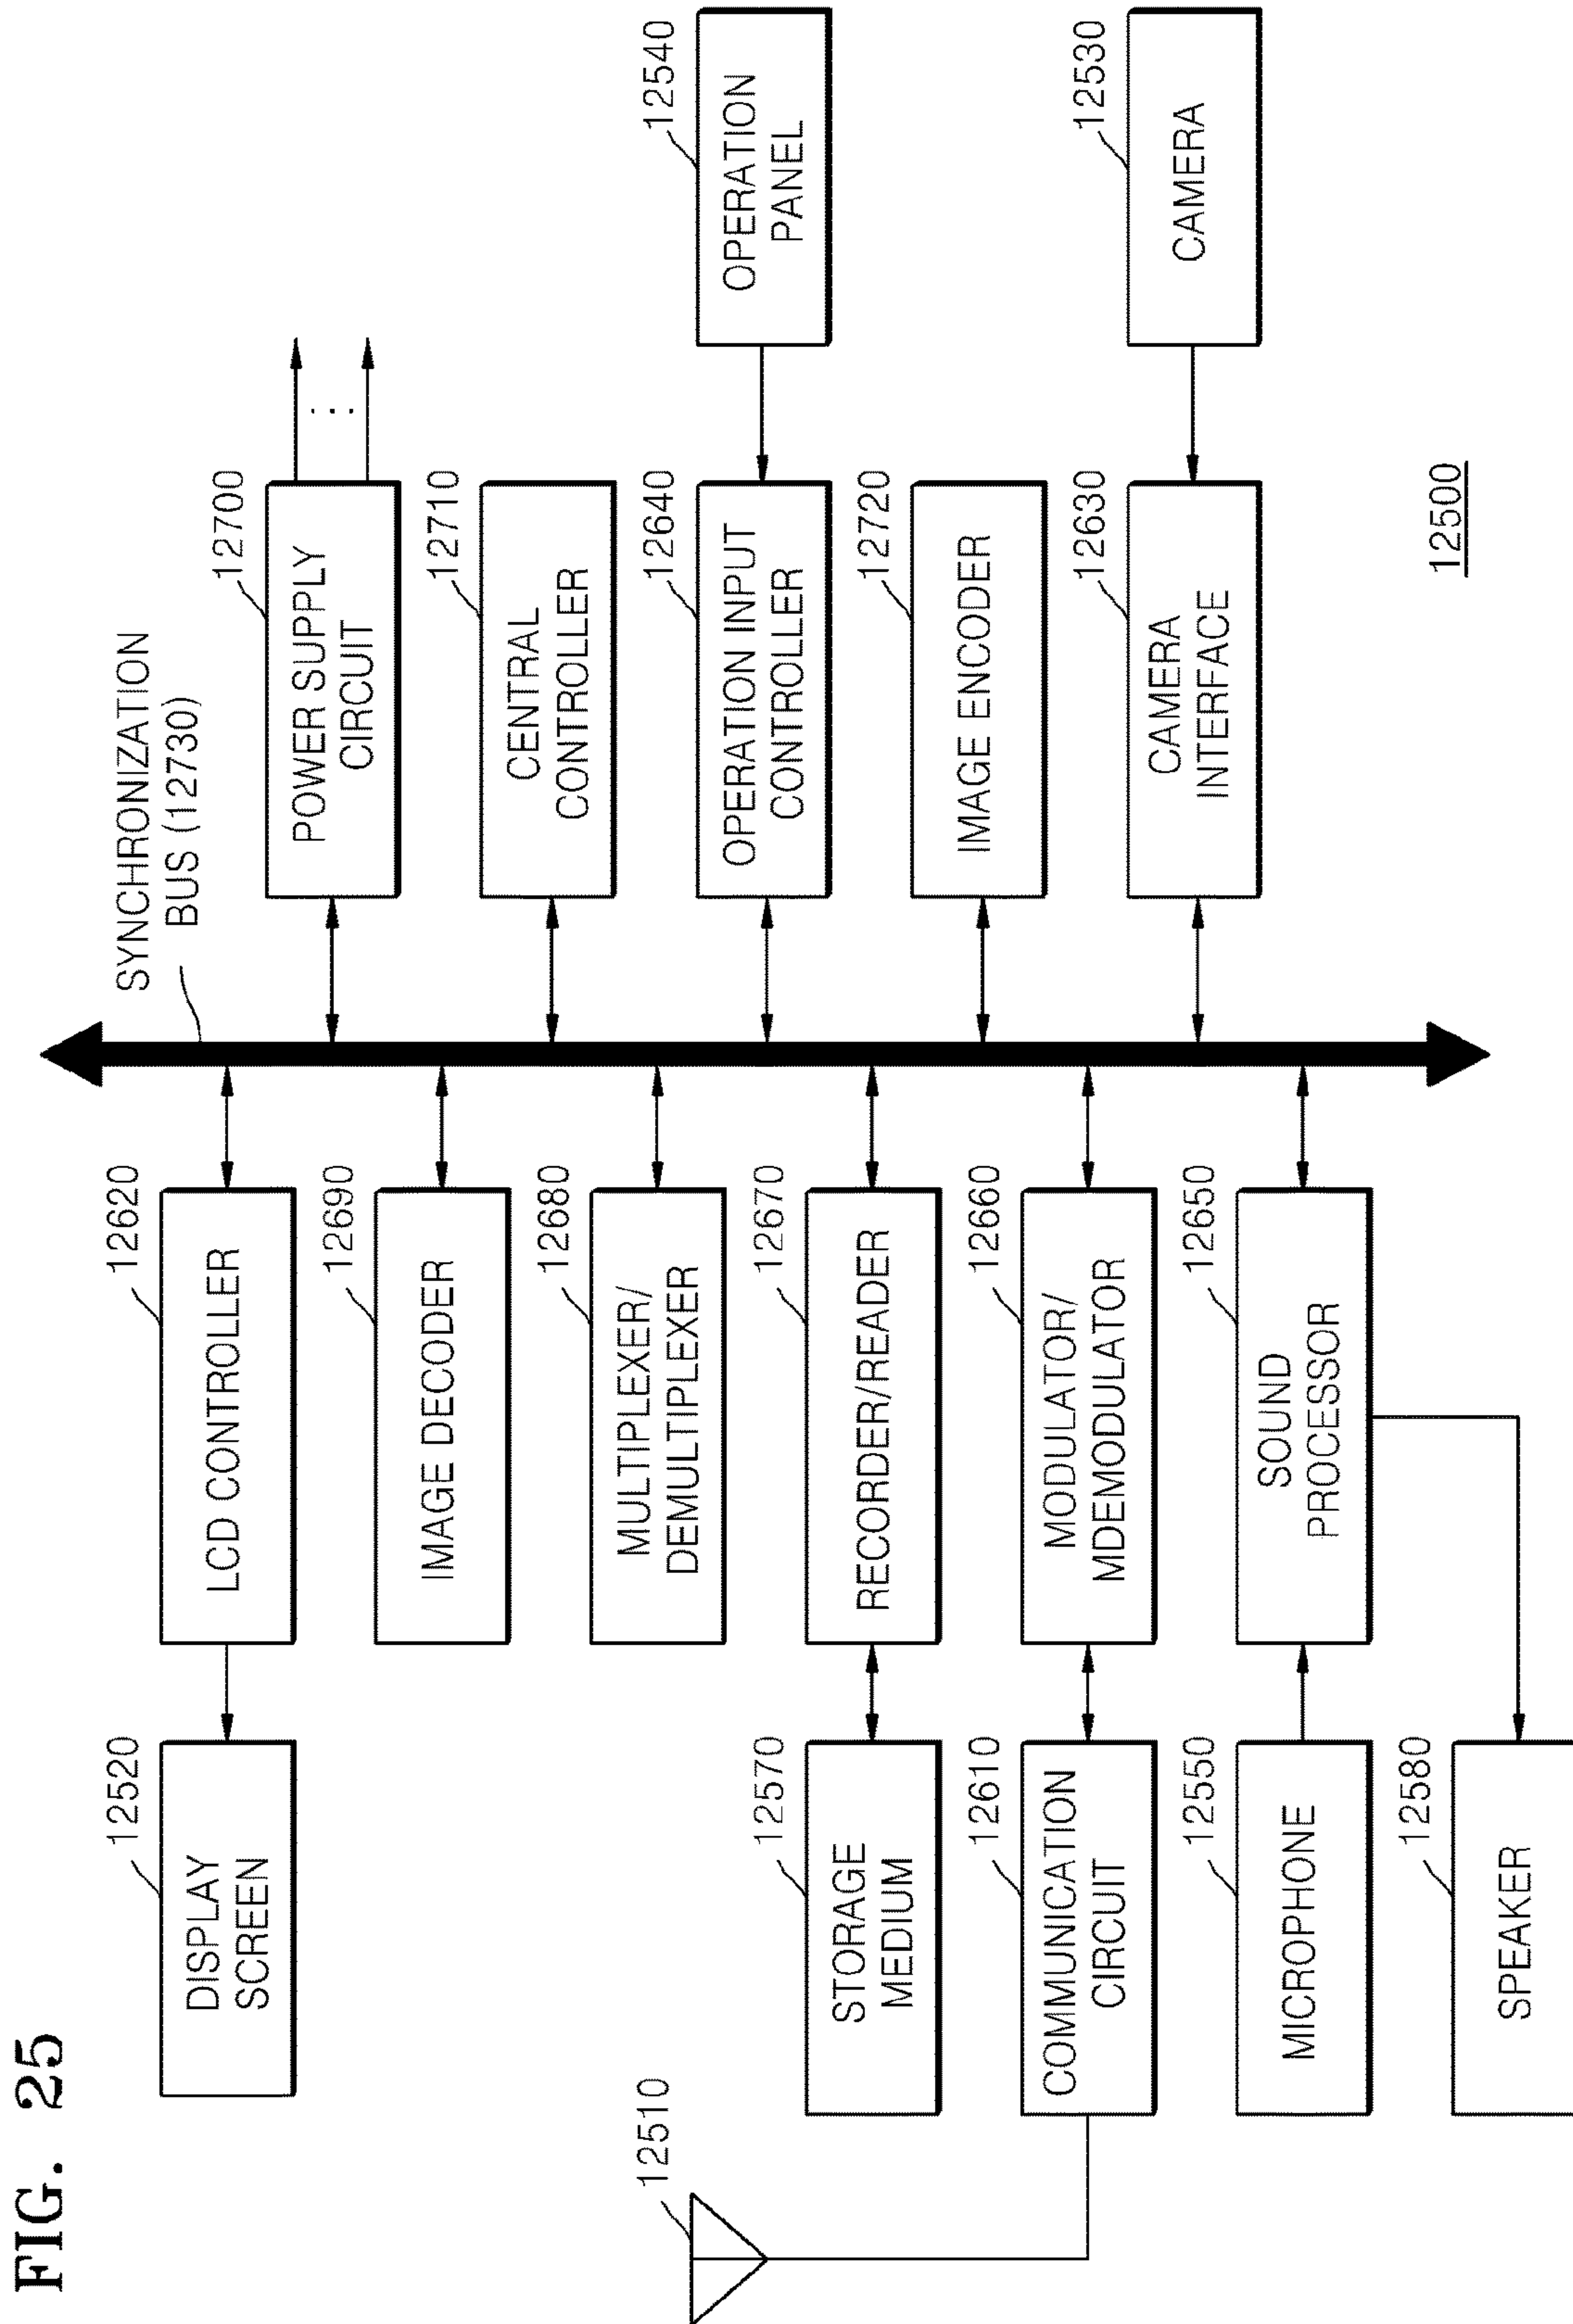 FIG. 25
12510
12520
DISPLAY
SCREEN
12620
LCD CONTROLLER
12690
IMAGE DECODER
12680
MULTIPLEXER/
DEMULTIPLEXER
12570
STORAGE
MEDIUM
12670
RECORDER/READER
12610
COMMUNICATION
CIRCUIT
12660
MODULATOR/
MDEMODULATOR
12550
MICROPHONE
12650
SOUND
PROCESSOR
12580
SPEAKER
SYNCHRONIZATION
BUS (12730)
12700
POWER SUPPLY
CIRCUIT
...
12710
CENTRAL
CONTROLLER
12640
OPERATION INPUT
CONTROLLER
12540
OPERATION
PANEL
12720
IMAGE ENCODER
12630
CAMERA
INTERFACE
12530
CAMERA
12500